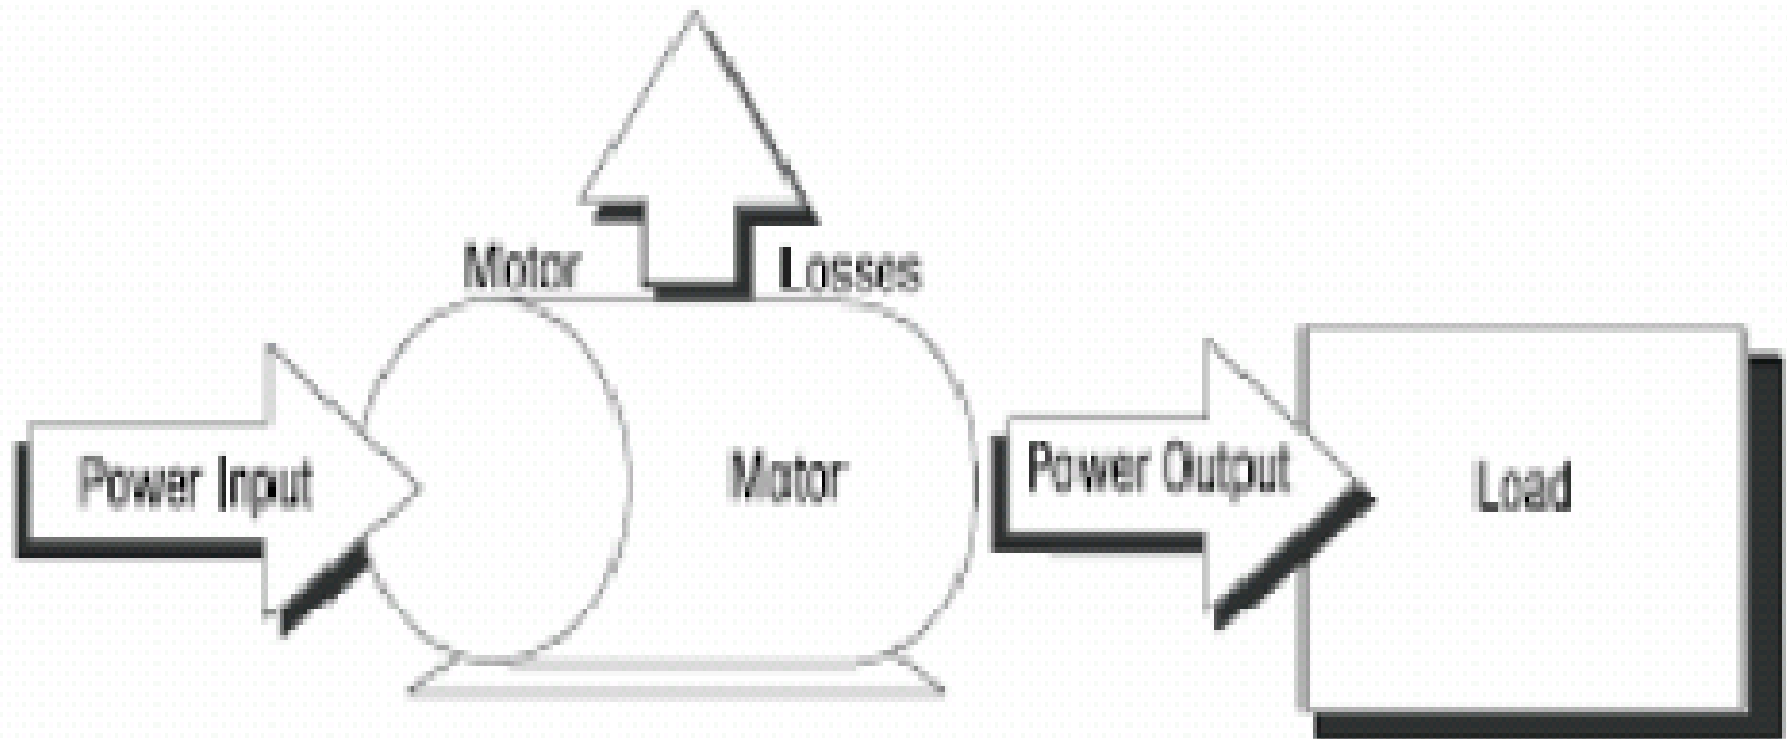 Motor Losses
Power Input
Motor
Power Output
Load